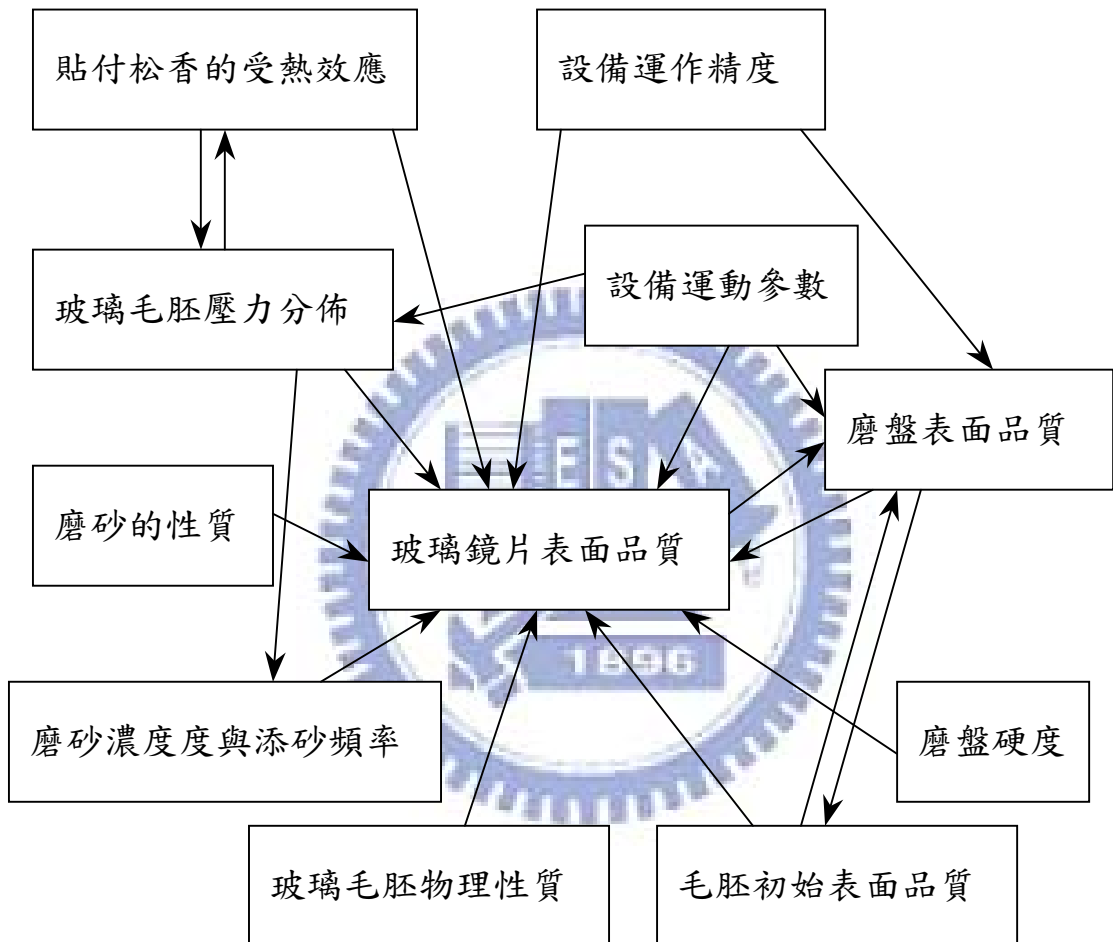 貼付松香的受熱效應
設備運作精度
玻璃毛胚壓力分佈
設備運動參數
磨盤表面品質
ESA
磨砂的性質
玻璃鏡片表面品質
1896
磨砂濃度度與添砂頻率
磨盤硬度
玻璃毛胚物理性質
毛胚初始表面品質